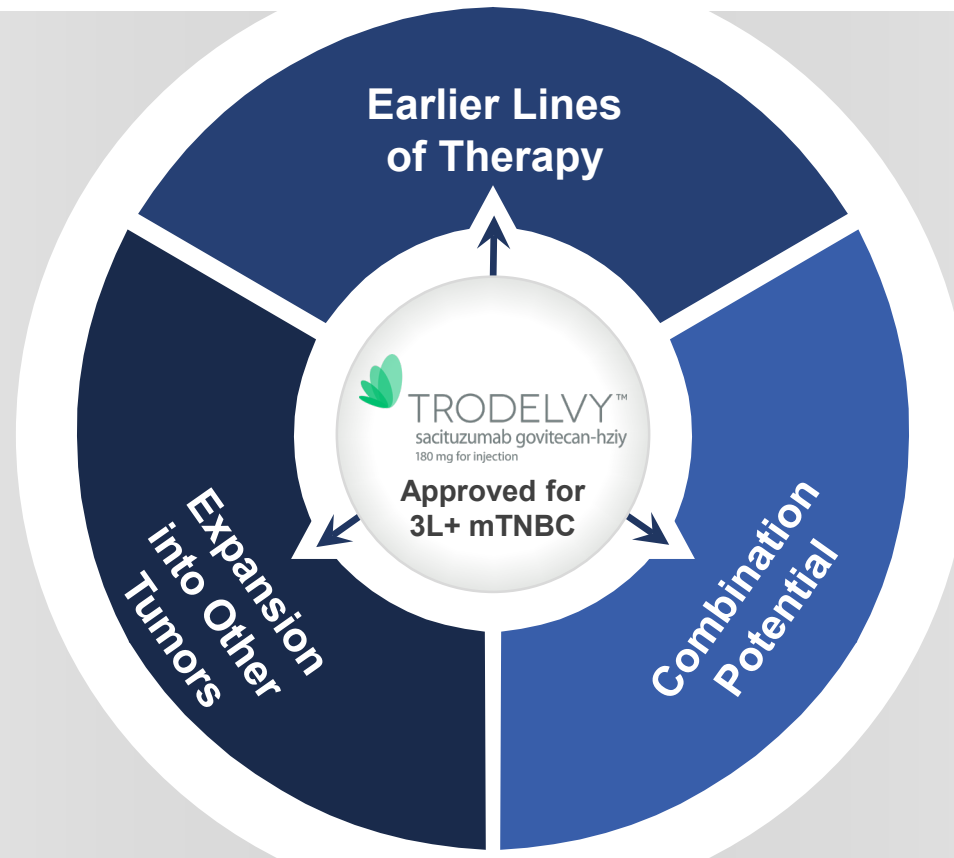 Earlier Lines
of Therapy
TRODELVY™
sacituzumab govitecan-hziy
180 mg for injection
Approved for
3L+ mTNBC
Expansion
into Other
Tumors
Combination
Potential